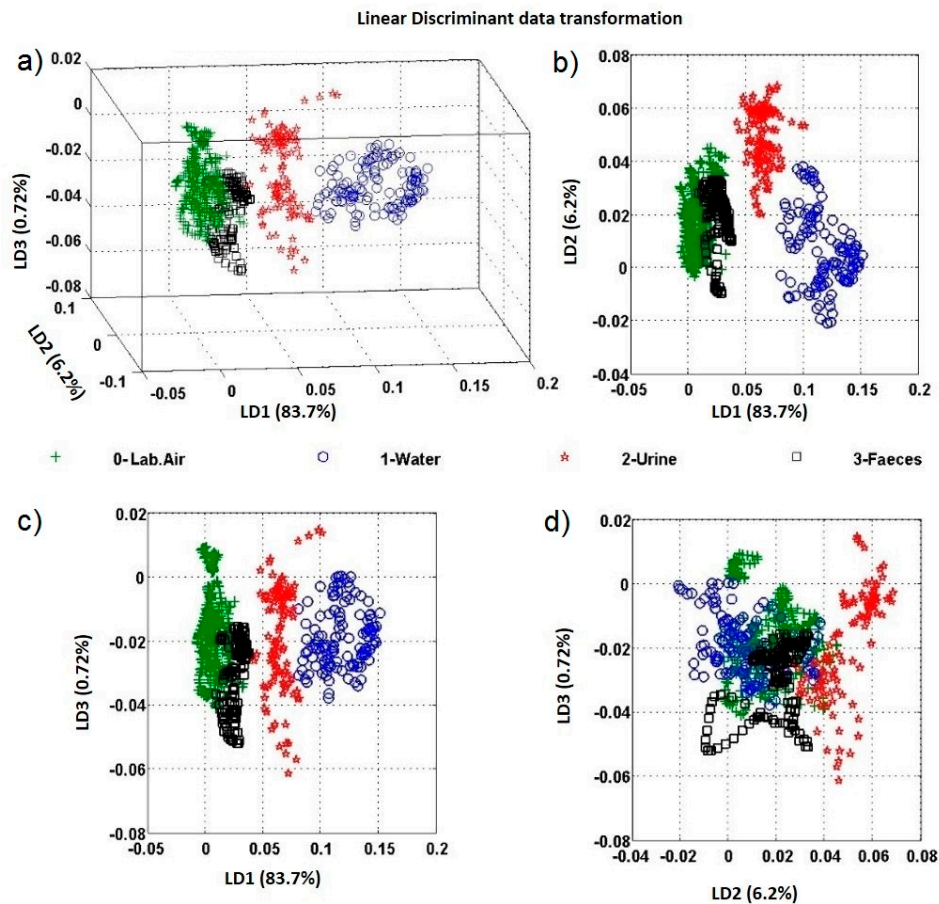 Linear Discriminant data transformation
a)
0.02
0
-0.02
-0.04
-0.06
-0.08
LD3 (0.72%)
0.1
0
-0.1
LD2 (6.2%)
-0.05
0
0.05
0.1
0.15
0.2
LD1 (83.7%)
b)
0.08
0.06
0.04
0.02
0
-0.02
-0.04
LD2 (6.2%)
-0.05
0
0.05
0.1
0.15
0.2
LD1 (83.7%)
0- Lab.Air
1-Water
2-Urine
3-Faeces
c)
0.02
0
-0.02
-0.04
-0.06
-0.08
LD3 (0.72%)
-0.05
0
0.05
0.1
0.15
0.2
LD1 (83.7%)
d)
0.02
0
-0.02
-0.04
-0.06
-0.08
LD3 (0.72%)
-0.04
-0.02
0
0.02
0.04
0.06
0.08
LD2 (6.2%)